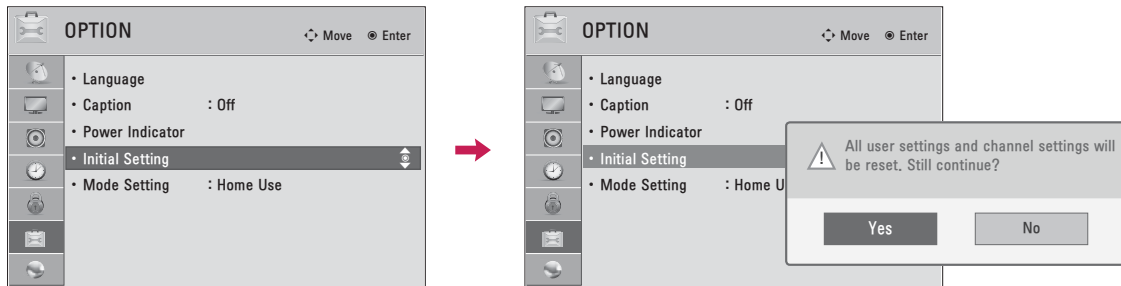 OPTION
Move
Enter
• Language
• Caption : Off
• Power Indicator
• Initial Setting
• Mode Setting : Home Use
OPTION
Move
Enter
• Language
• Caption : Off
• Power Indicator
• Initial Setting
• Mode Setting : Home U
All user settings and channel settings will
be reset. Still continue?
Yes
No